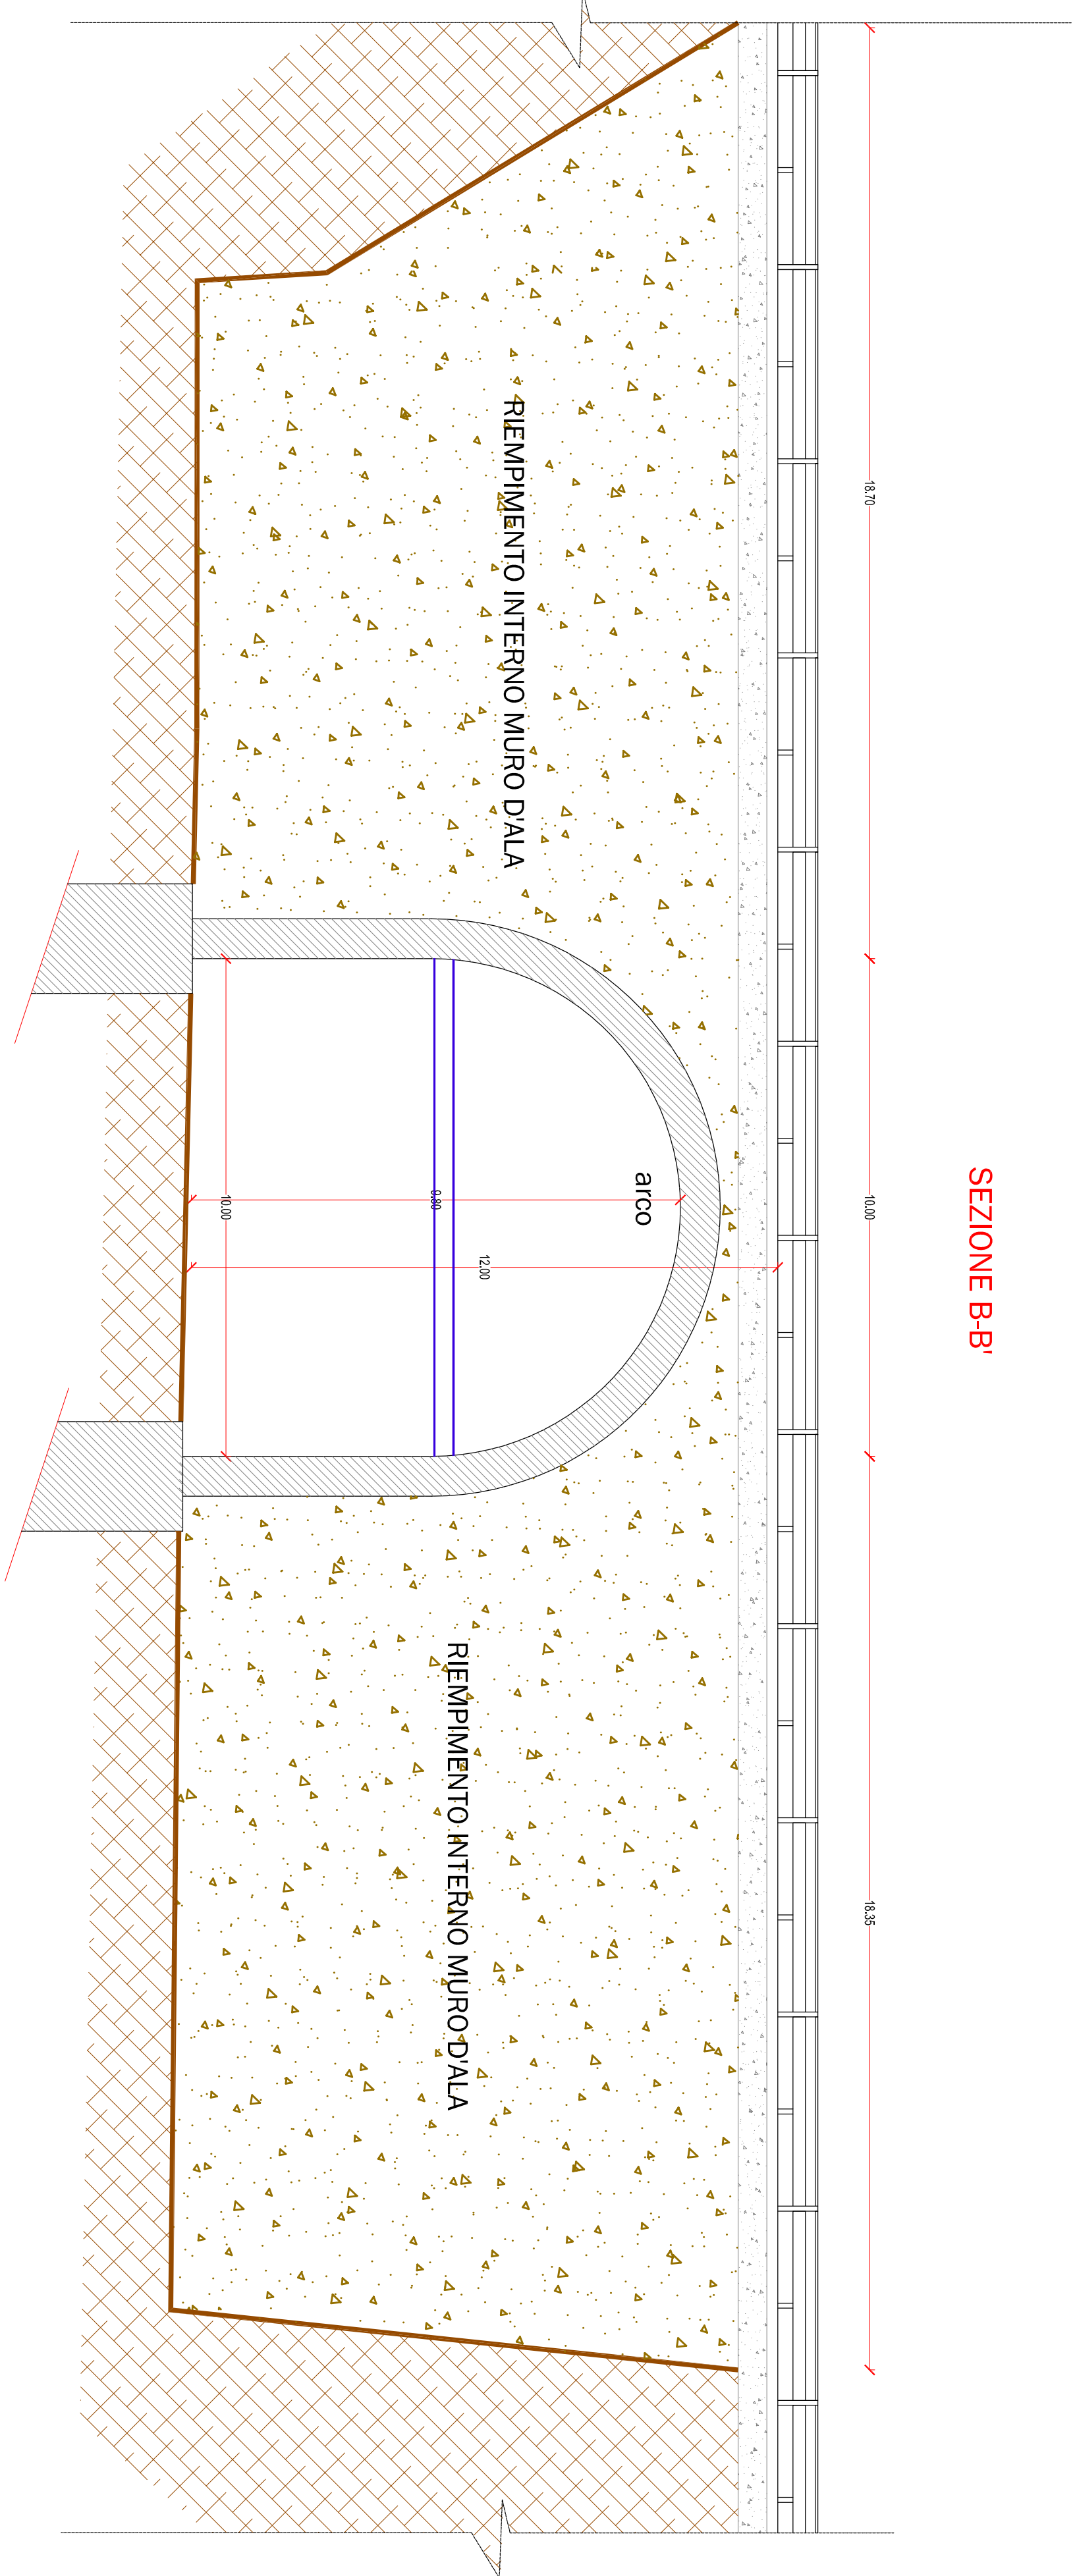 SEZIONE B-B'
18.70
10.00
18.35
RIEMPIMENTO INTERNO MURO D'ALA
arco
12.00
9.80
10.00
RIEMPIMENTO INTERNO MURO D'ALA